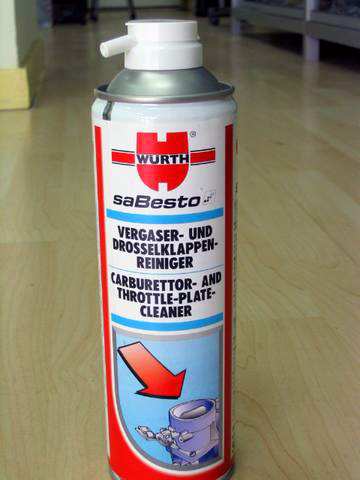 WÜRTH
®
saBesto
VERGASER- UND
DROSSELKLAPPEN-
REINIGER
CARBURETTOR- AND
THROTTLE-PLATE-
CLEANER